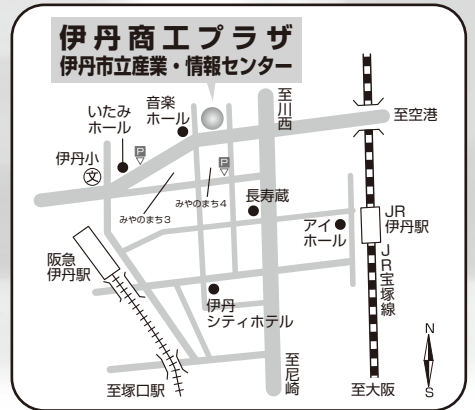 伊丹商工プラザ
伊丹市立産業・情報センター
至川西
音楽
ホール
いたみ
ホール
至空港
伊丹小
文
P
P
みやのまち3
みやのまち4
長寿蔵
アイ
ホール
JR
伊丹駅
阪急
伊丹駅
JR宝塚線
伊丹
シティホテル
至尼崎
N
S
至塚口駅
至大阪